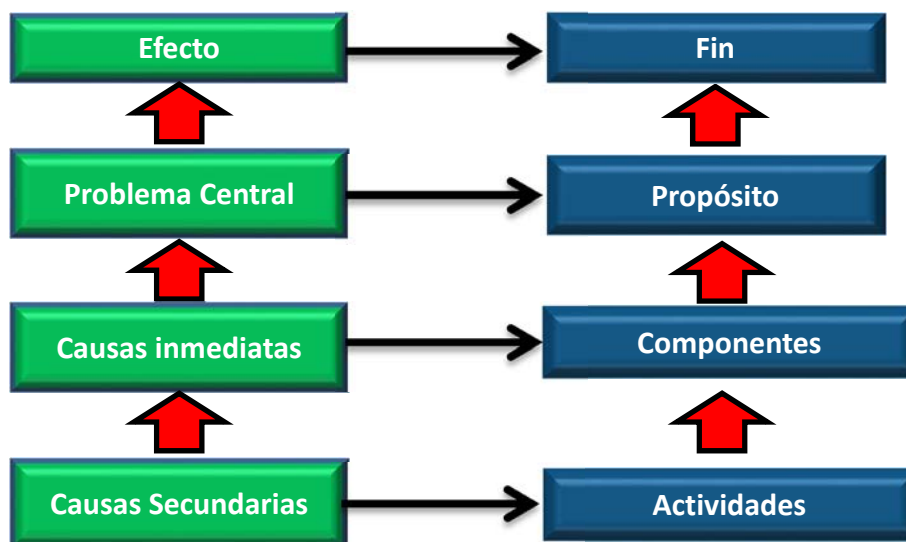 Efecto
Fin
Problema Central
Propósito
Causas inmediatas
Componentes
Causas Secundarias
Actividades